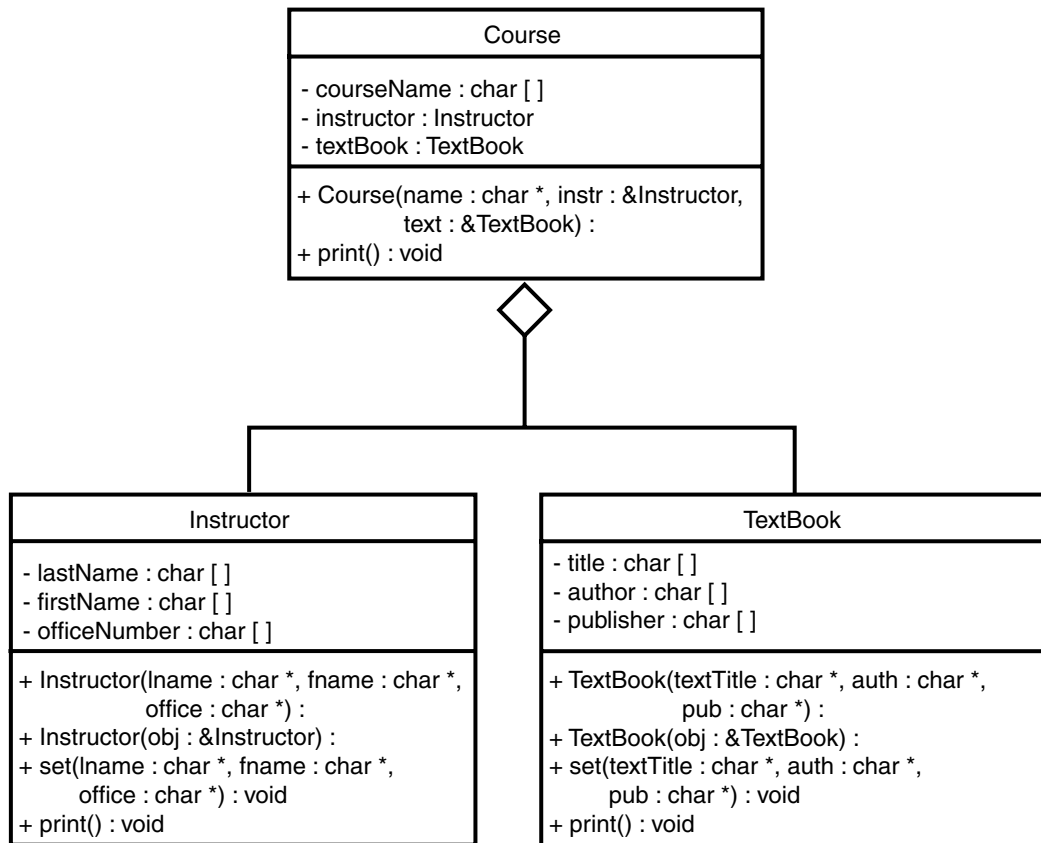 Course
- courseName : char [ ]
- instructor : Instructor
- textBook : TextBook
+ Course(name : char *, instr : &Instructor,
text : &TextBook) :
+ print() : void
Instructor
- lastName : char [ ]
- firstName : char [ ]
- officeNumber : char [ ]
+ Instructor(lname : char *, fname : char *,
office : char *) :
+ Instructor(obj : &Instructor) :
+ set(lname : char *, fname : char *,
office : char *) : void
+ print() : void
TextBook
- title : char [ ]
- author : char [ ]
- publisher : char [ ]
+ TextBook(textTitle : char *, auth : char *,
pub : char *) :
+ TextBook(obj : &TextBook) :
+ set(textTitle : char *, auth : char *,
pub : char *) : void
+ print() : void